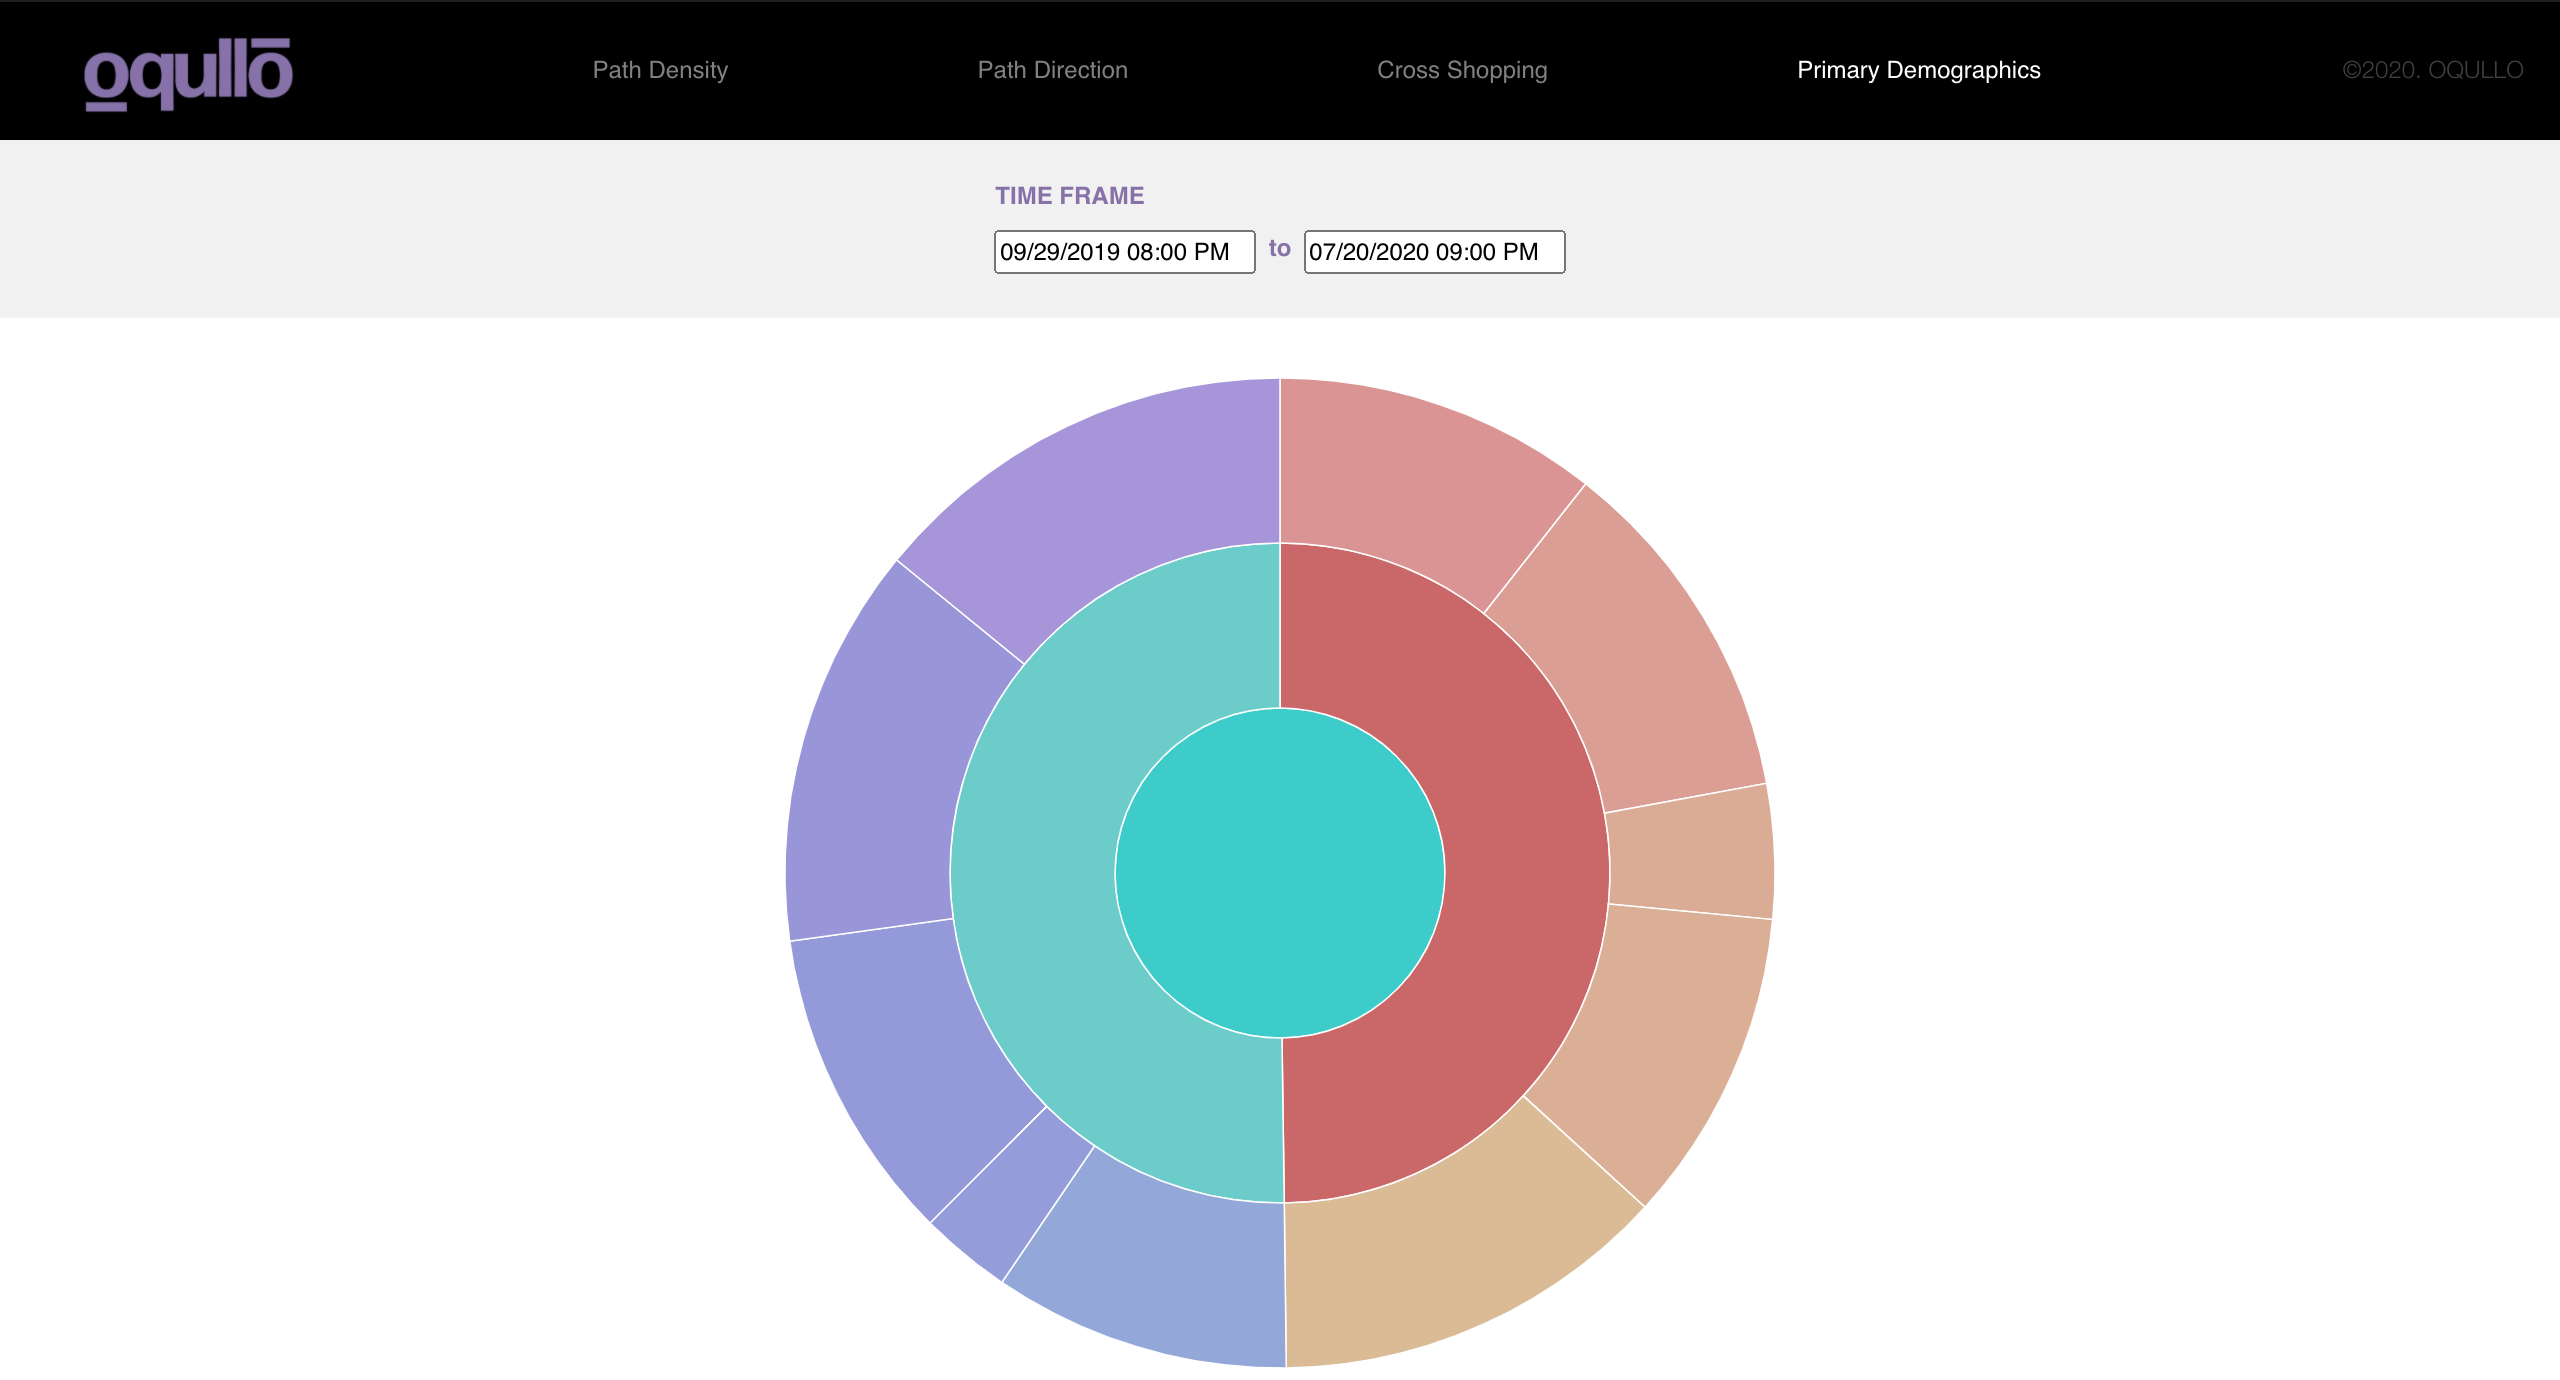 oqullo
Path Density
Path Direction
Cross Shopping
Primary Demographics
©2020. OQULLO
TIME FRAME
09/29/2019 08:00 PM to 07/20/2020 09:00 PM